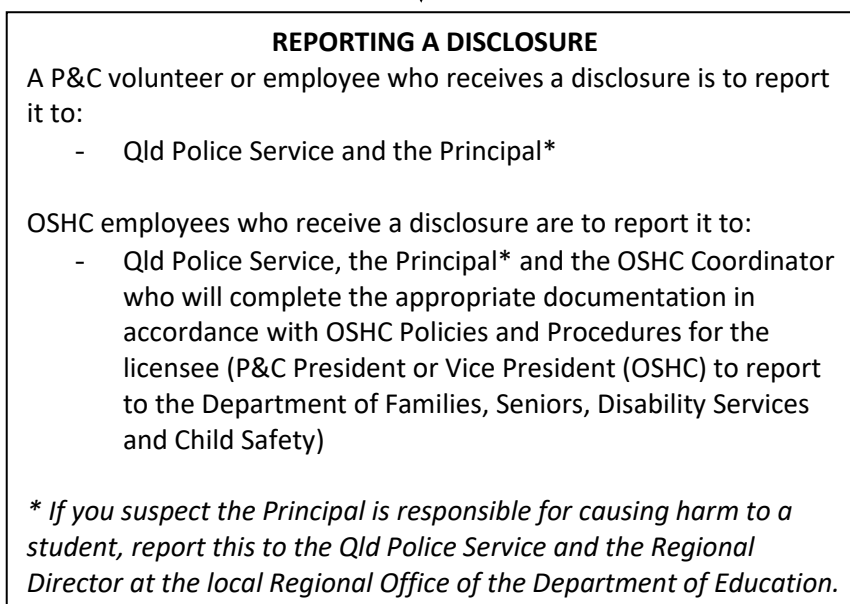 REPORTING A DISCLOSURE
A P&C volunteer or employee who receives a disclosure is to report
it to:
- Qld Police Service and the Principal*
OSHC employees who receive a disclosure are to report it to:
- Qld Police Service, the Principal* and the OSHC Coordinator
who will complete the appropriate documentation in
accordance with OSHC Policies and Procedures for the
licensee (P&C President or Vice President (OSHC) to report
to the Department of Families, Seniors, Disability Services
and Child Safety)
* If you suspect the Principal is responsible for causing harm to a
student, report this to the Qld Police Service and the Regional
Director at the local Regional Office of the Department of Education.